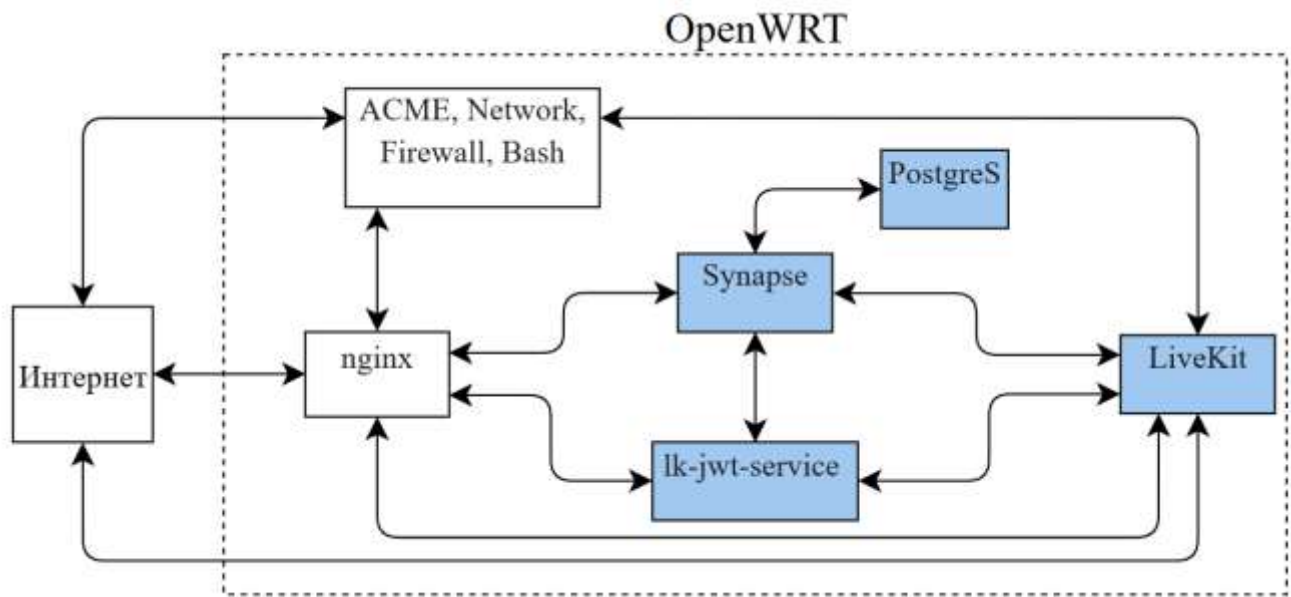 OpenWRT
ACME, Network,
Firewall, Bash
PostgreS
Synapse
Интернет
nginx
LiveKit
lk-jwt-service